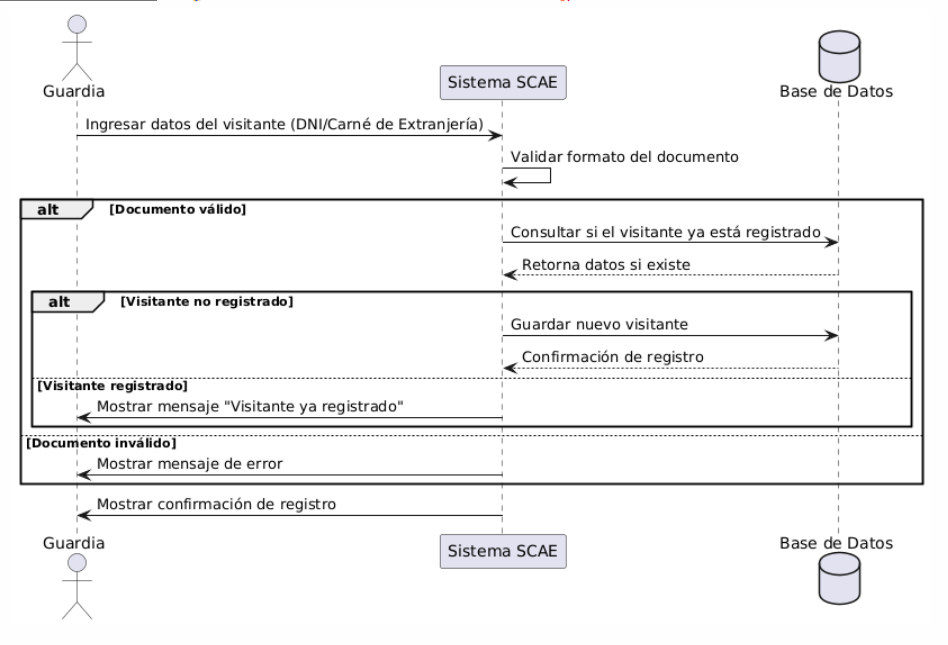 Guardia
Sistema SCAE
Base de Datos
Ingresar datos del visitante (DNI/Carné de Extranjería)
Validar formato del documento
alt [Documento válido]
Consultar si el visitante ya está registrado
Retorna datos si existe
alt [Visitante no registrado]
Guardar nuevo visitante
Confirmación de registro
[Visitante registrado]
Mostrar mensaje "Visitante ya registrado"
[Documento inválido]
Mostrar mensaje de error
Mostrar confirmación de registro
Guardia
Sistema SCAE
Base de Datos